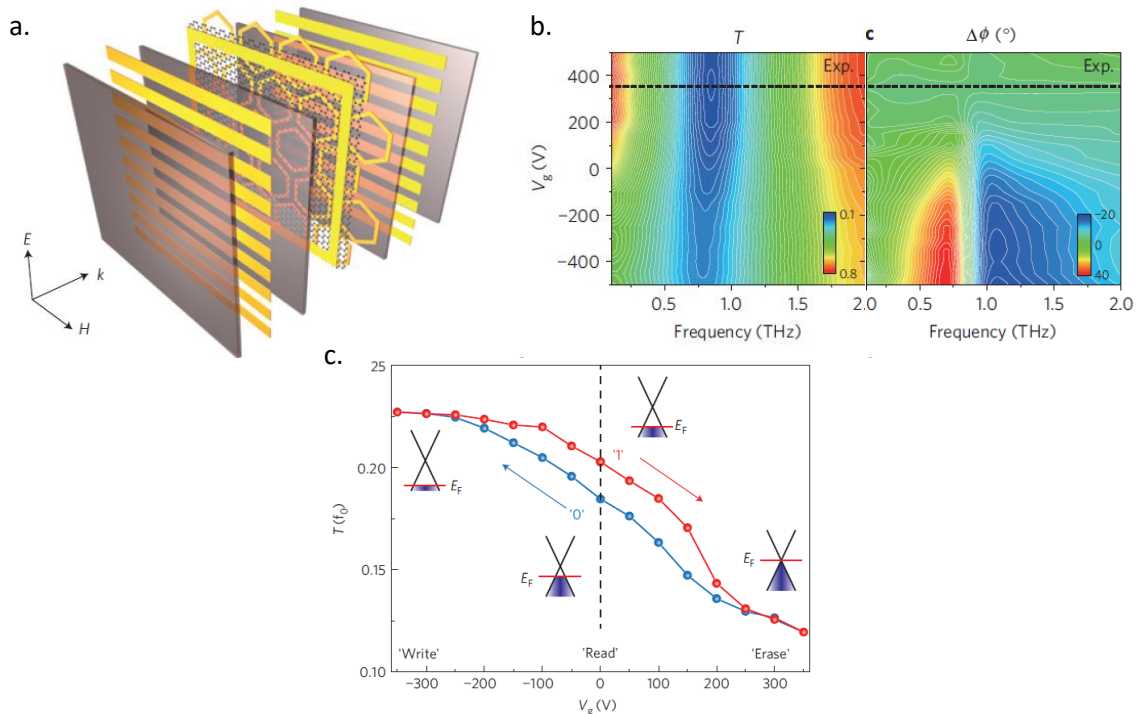 a.
E
k
H
b.
T
Exp.
400
200
0
−200
−400
V_g (V)
0.1
0.8
0.5
1.0
1.5
2.0
Frequency (THz)
c
Δϕ (°)
Exp.
−20
0
40
0.5
1.0
1.5
2.0
Frequency (THz)
c.
25
0.20
0.15
0.10
T(f₀)
E_F
'1'
E_F
'0'
E_F
E_F
'Write'
'Read'
'Erase'
−300
−200
−100
0
100
200
300
V_g (V)